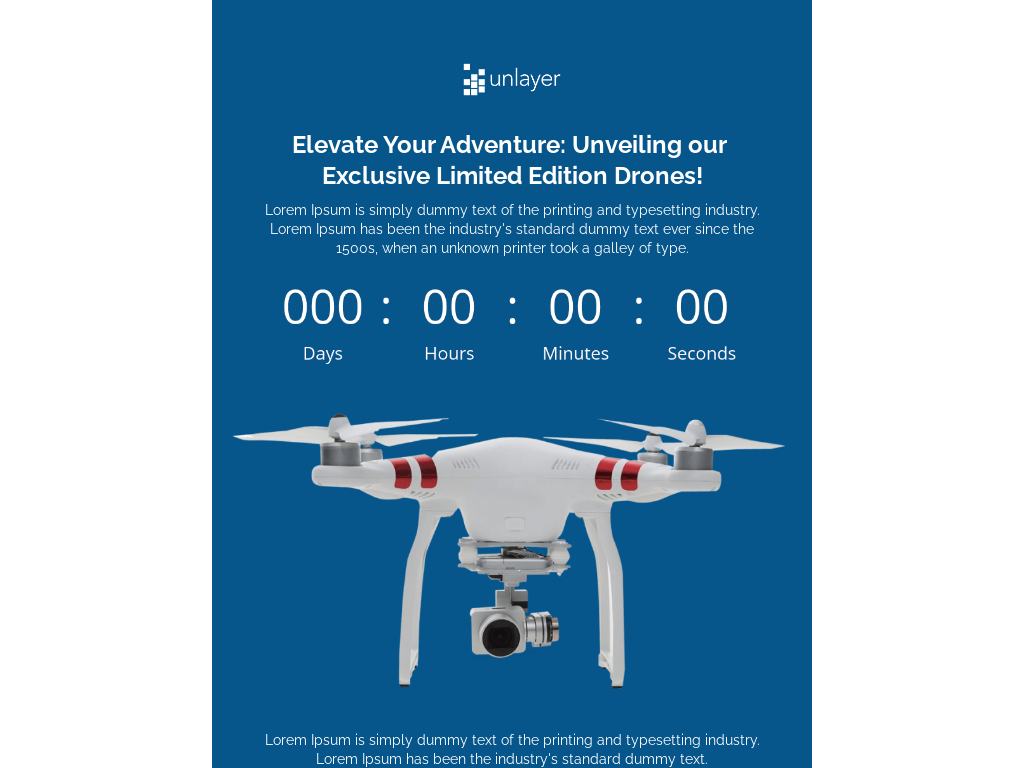 unlayer
Elevate Your Adventure: Unveiling our
Exclusive Limited Edition Drones!
Lorem Ipsum is simply dummy text of the printing and typesetting industry.
Lorem Ipsum has been the industry's standard dummy text ever since the
1500s, when an unknown printer took a galley of type.
000 : 00 : 00 : 00
Days Hours Minutes Seconds
Lorem Ipsum is simply dummy text of the printing and typesetting industry.
Lorem Ipsum has been the industry's standard dummy text.